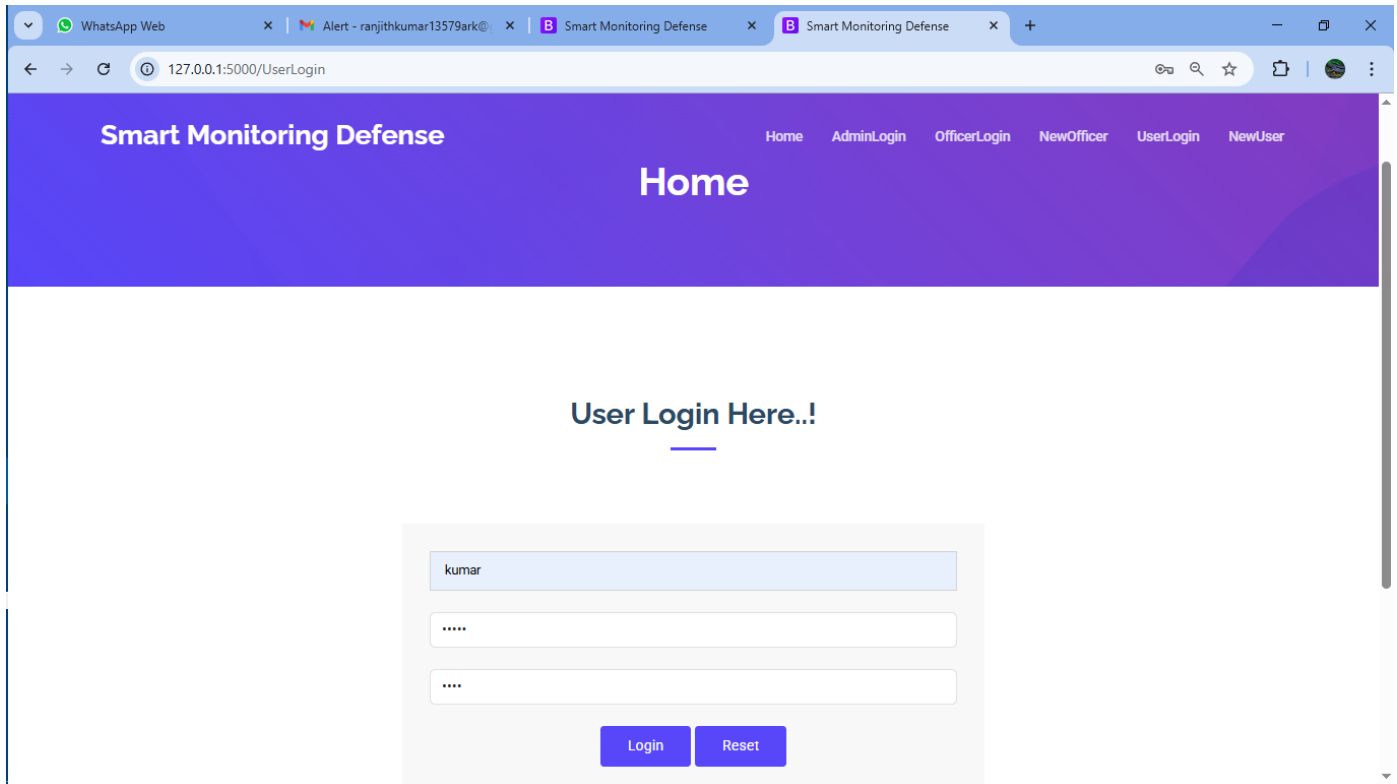 WhatsApp Web
Alert - ranjithkumar13579ark@g
B Smart Monitoring Defense
B Smart Monitoring Defense
127.0.0.1:5000/UserLogin
Smart Monitoring Defense
Home AdminLogin OfficerLogin NewOfficer UserLogin NewUser
Home
User Login Here..!
kumar
•••••
••••
Login Reset